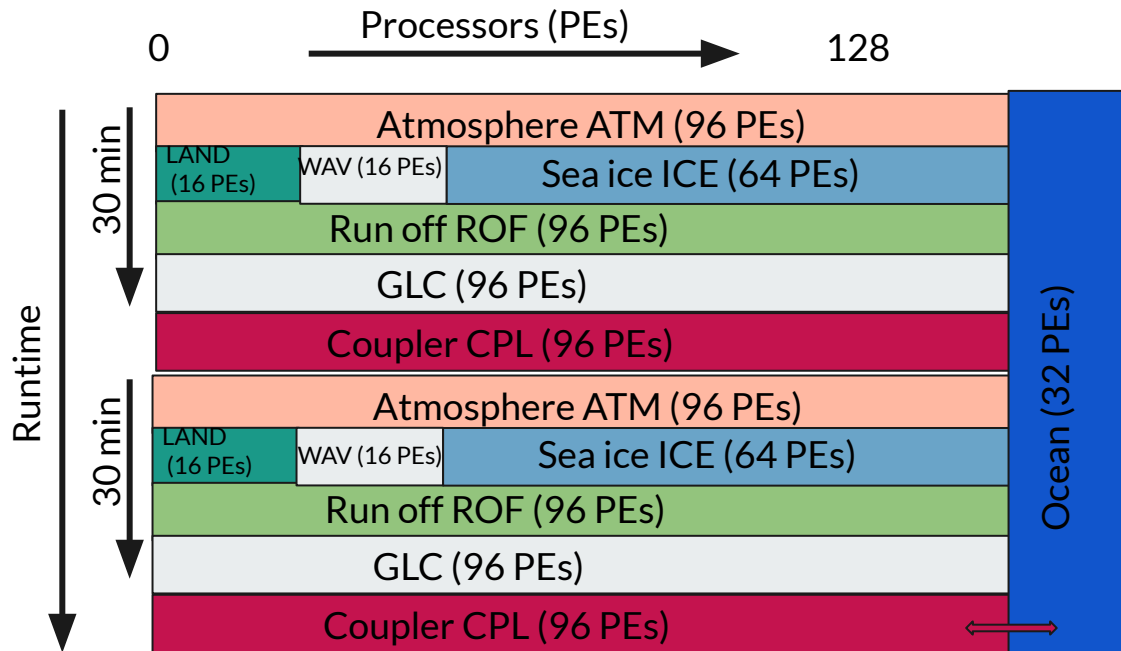 Processors (PEs)
0
128
Runtime
30 min
Atmosphere ATM (96 PEs)
LAND
(16 PEs)
WAV (16 PEs)
Sea ice ICE (64 PEs)
Run off ROF (96 PEs)
GLC (96 PEs)
Coupler CPL (96 PEs)
30 min
Atmosphere ATM (96 PEs)
LAND
(16 PEs)
WAV (16 PEs)
Sea ice ICE (64 PEs)
Run off ROF (96 PEs)
GLC (96 PEs)
Coupler CPL (96 PEs)
Ocean (32 PEs)